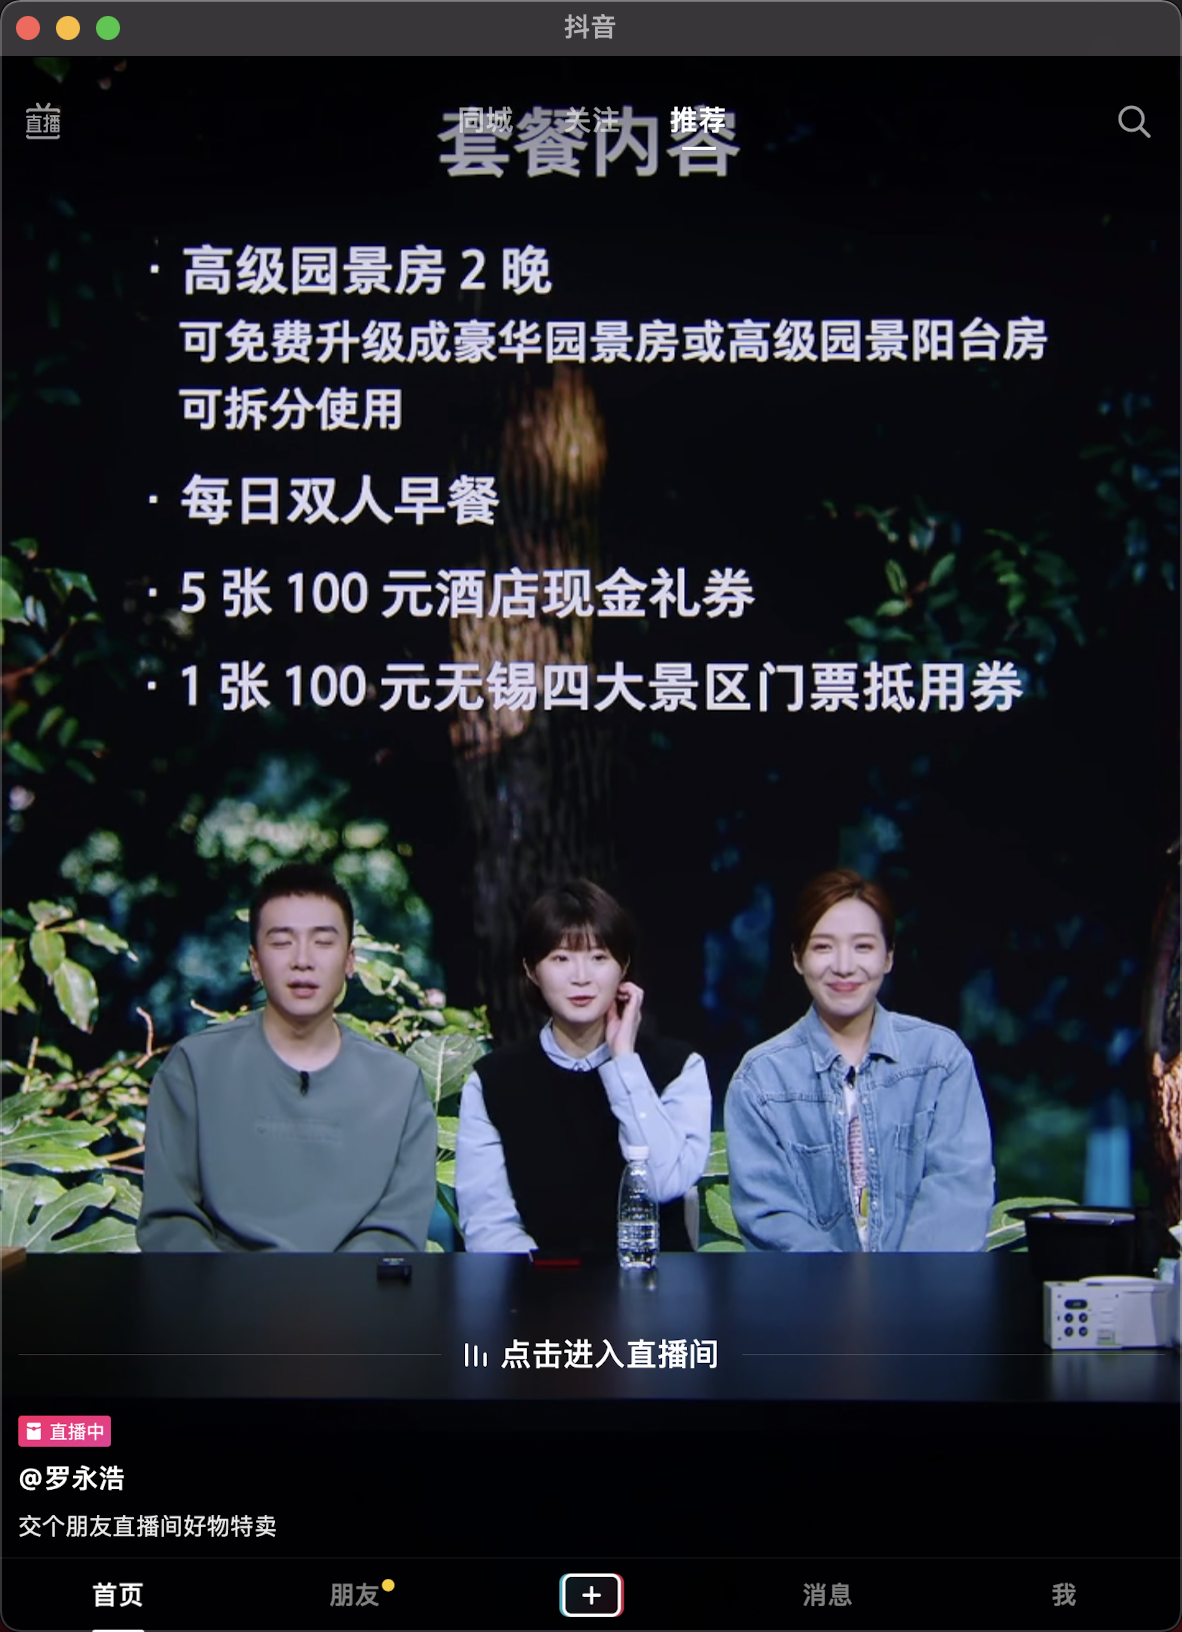 抖音
直播
同城 关注 推荐
套餐内容
· 高级园景房 2 晚
可免费升级成豪华园景房或高级园景阳台房
可拆分使用
· 每日双人早餐
· 5 张 100 元酒店现金礼券
· 1 张 100 元无锡四大景区门票抵用券
点击进入直播间
直播中
@罗永浩
交个朋友直播间好物特卖
首页 朋友 + 消息 我